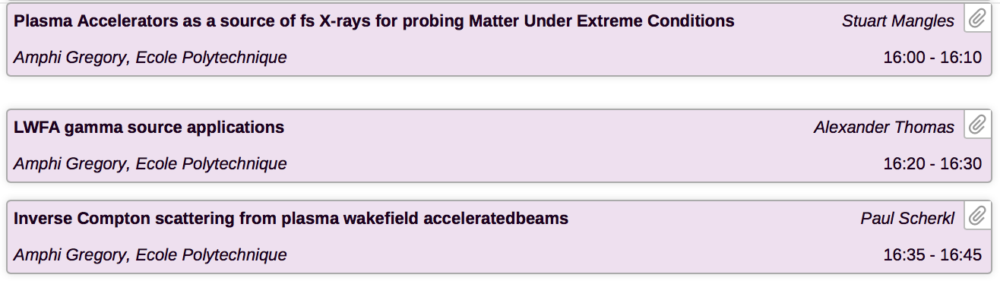 Plasma Accelerators as a source of fs X-rays for probing Matter Under Extreme Conditions Stuart Mangles
Amphi Gregory, Ecole Polytechnique 16:00 - 16:10
LWFA gamma source applications Alexander Thomas
Amphi Gregory, Ecole Polytechnique 16:20 - 16:30
Inverse Compton scattering from plasma wakefield acceleratedbeams Paul Scherkl
Amphi Gregory, Ecole Polytechnique 16:35 - 16:45